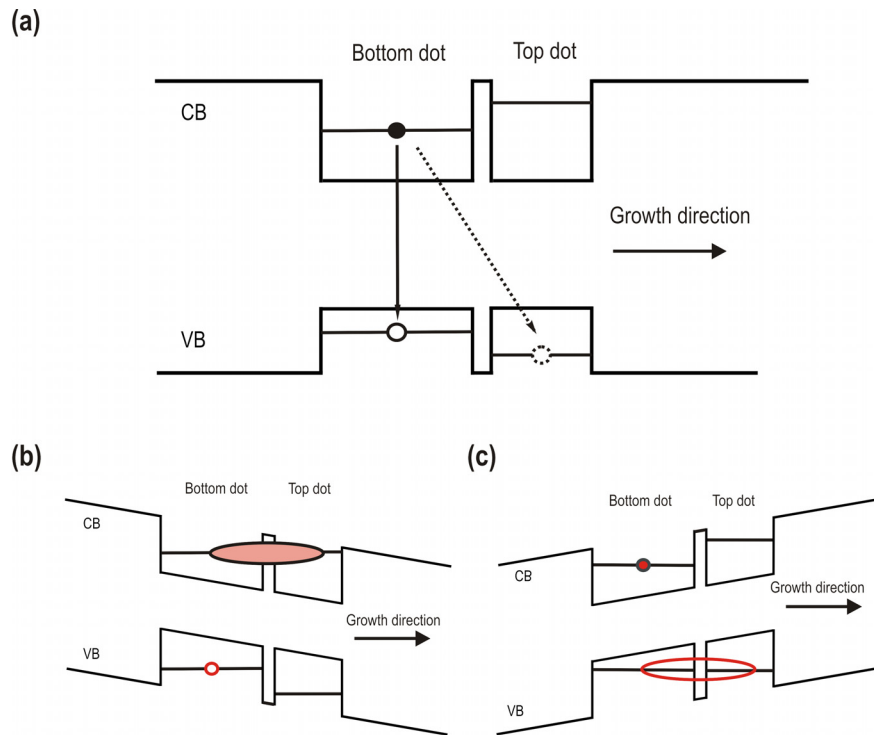 (a)
Bottom dot
Top dot
CB
Growth direction
VB
(b)
Bottom dot
Top dot
CB
Growth direction
VB
(c)
Bottom dot
Top dot
CB
Growth direction
VB